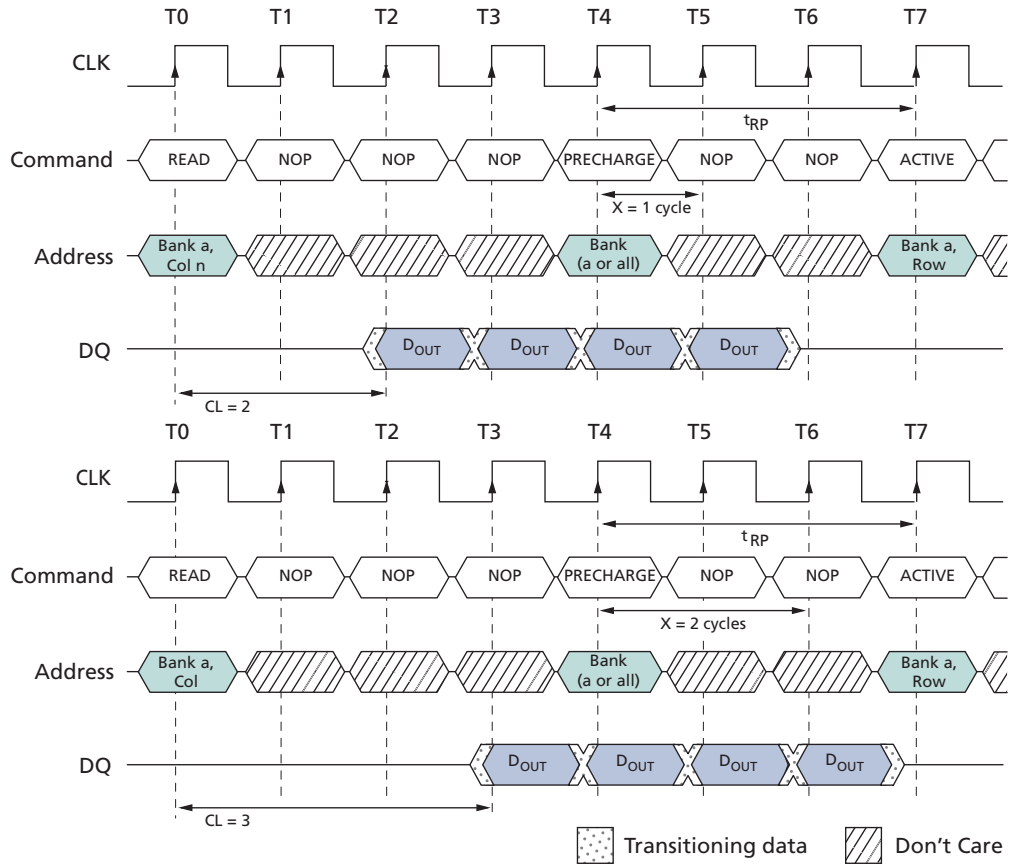 T0 T1 T2 T3 T4 T5 T6 T7
CLK
tRP
Command READ NOP NOP NOP PRECHARGE NOP NOP ACTIVE
X = 1 cycle
Address Bank a, Col n Bank (a or all) Bank a, Row
DQ DOUT DOUT DOUT DOUT
CL = 2
T0 T1 T2 T3 T4 T5 T6 T7
CLK
tRP
Command READ NOP NOP NOP PRECHARGE NOP NOP ACTIVE
X = 2 cycles
Address Bank a, Col Bank (a or all) Bank a, Row
DQ DOUT DOUT DOUT DOUT
CL = 3
Transitioning data Don't Care